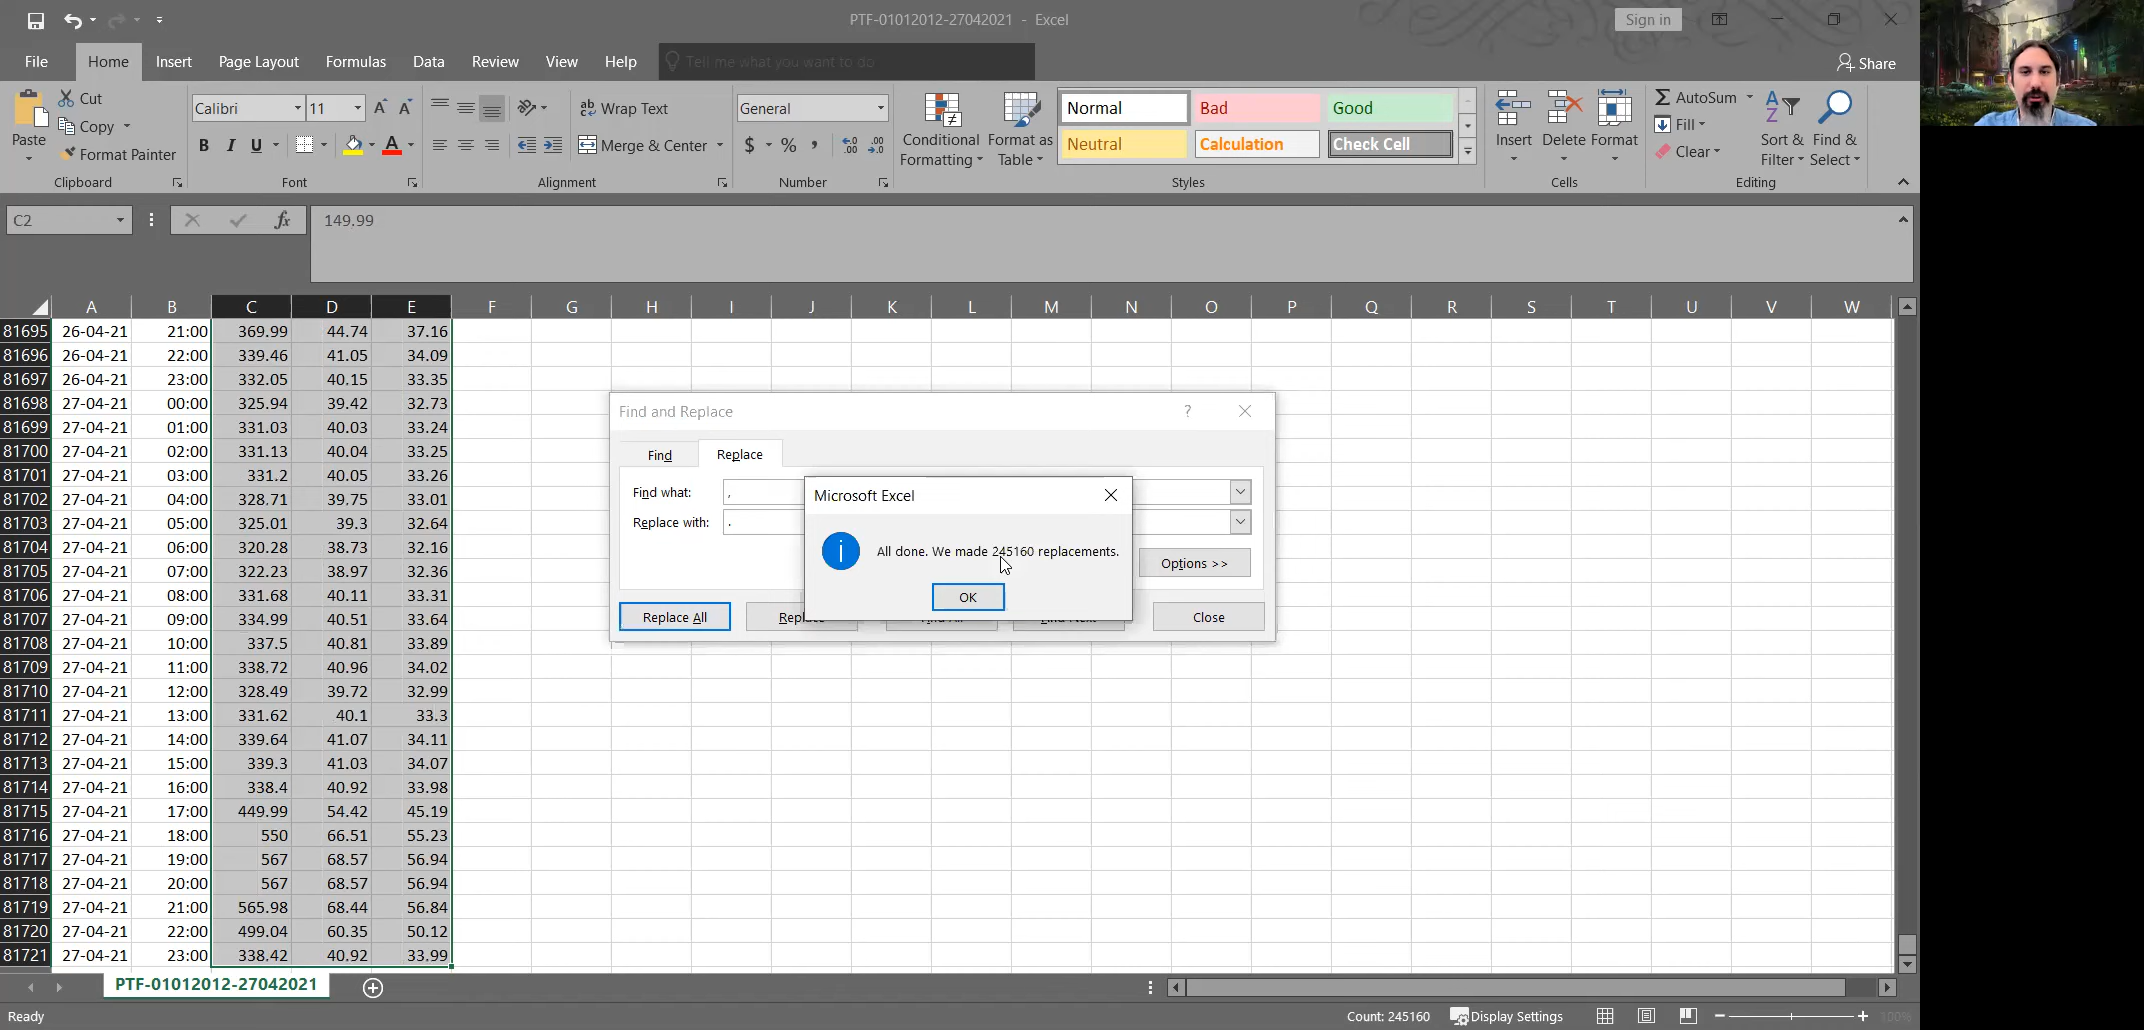 PTF-01012012-27042021 - Excel
Sign in
File Home Insert Page Layout Formulas Data Review View Help Tell me what you want to do
Share
Paste
Cut
Copy
Format Painter
Clipboard
Calibri 11
B I U
Font
Wrap Text
Merge & Center
Alignment
General
$ % ,
Number
Conditional Formatting
Format as Table
Normal Bad Good
Neutral Calculation Check Cell
Styles
Insert Delete Format
Cells
AutoSum
Fill
Clear
Sort & Filter
Find & Select
Editing
C2 fx 149.99
A B C D E F G H I J K L M N O P Q R S T U V W
81695 26-04-21 21:00 369.99 44.74 37.16
81696 26-04-21 22:00 339.46 41.05 34.09
81697 26-04-21 23:00 332.05 40.15 33.35
81698 27-04-21 00:00 325.94 39.42 32.73
81699 27-04-21 01:00 331.03 40.03 33.24
81700 27-04-21 02:00 331.13 40.04 33.25
81701 27-04-21 03:00 331.2 40.05 33.26
81702 27-04-21 04:00 328.71 39.75 33.01
81703 27-04-21 05:00 325.01 39.3 32.64
81704 27-04-21 06:00 320.28 38.73 32.16
81705 27-04-21 07:00 322.23 38.97 32.36
81706 27-04-21 08:00 331.68 40.11 33.31
81707 27-04-21 09:00 334.99 40.51 33.64
81708 27-04-21 10:00 337.5 40.81 33.89
81709 27-04-21 11:00 338.72 40.96 34.02
81710 27-04-21 12:00 328.49 39.72 32.99
81711 27-04-21 13:00 331.62 40.1 33.3
81712 27-04-21 14:00 339.64 41.07 34.11
81713 27-04-21 15:00 339.3 41.03 34.07
81714 27-04-21 16:00 338.4 40.92 33.98
81715 27-04-21 17:00 449.99 54.42 45.19
81716 27-04-21 18:00 550 66.51 55.23
81717 27-04-21 19:00 567 68.57 56.94
81718 27-04-21 20:00 567 68.57 56.94
81719 27-04-21 21:00 565.98 68.44 56.84
81720 27-04-21 22:00 499.04 60.35 50.12
81721 27-04-21 23:00 338.42 40.92 33.99
Find and Replace ?
Find Replace
Find what: ,
Replace with: .
Options >>
Replace All
Close
Microsoft Excel
All done. We made 245160 replacements.
OK
PTF-01012012-27042021
Ready
Count: 245160
Display Settings
100%